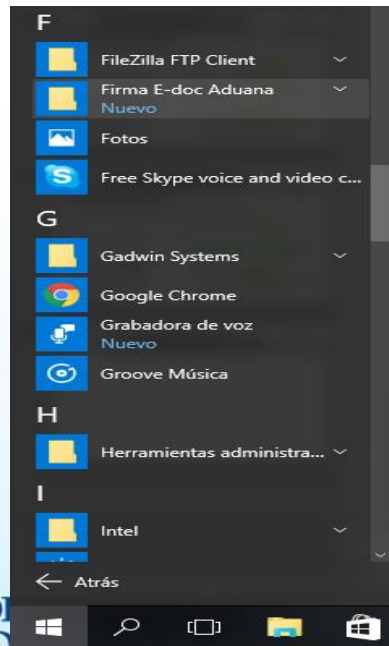 F
FileZilla FTP Client
Firma E-doc Aduana
Nuevo
Fotos
Free Skype voice and video c...
G
Gadwin Systems
Google Chrome
Grabadora de voz
Nuevo
Groove Música
H
Herramientas administra...
I
Intel
Atrás